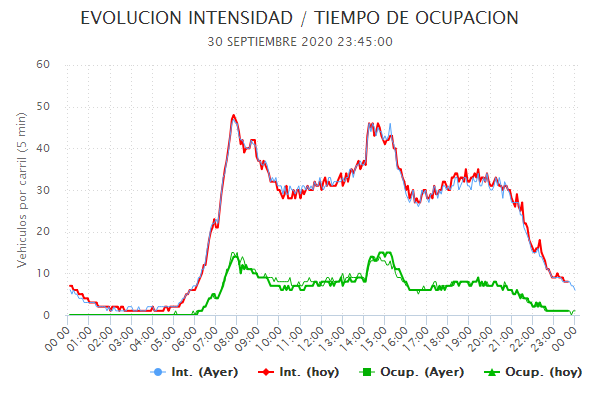 EVOLUCION INTENSIDAD / TIEMPO DE OCUPACION
30 SEPTIEMBRE 2020 23:45:00
Vehiculos por carril (5 min)
60
50
40
30
20
10
0
00:00 01:00 02:00 03:00 04:00 05:00 06:00 07:00 08:00 09:00 10:00 11:00 12:00 13:00 14:00 15:00 16:00 17:00 18:00 19:00 20:00 21:00 22:00 23:00 00:00
Int. (Ayer) Int. (hoy) Ocup. (Ayer) Ocup. (hoy)